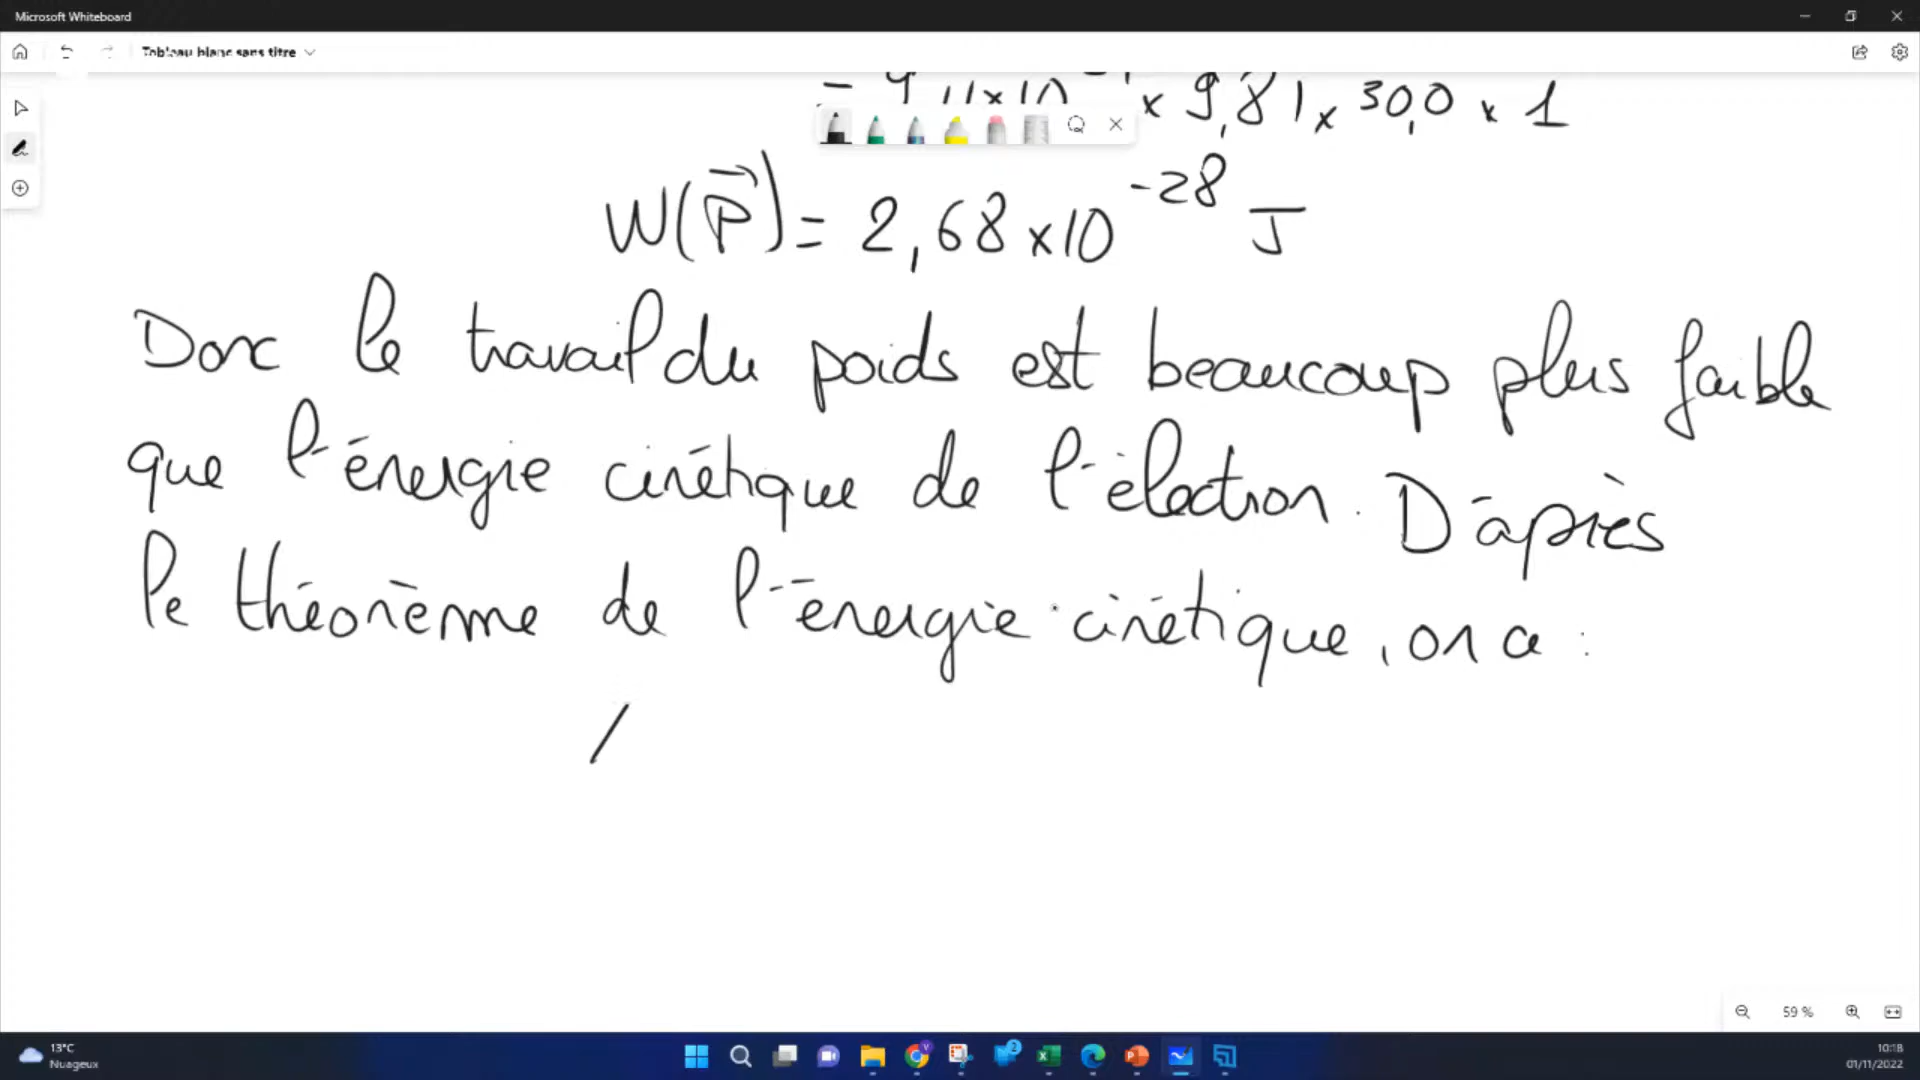 Microsoft Whiteboard
Tableau blanc sans titre
× 9,81 × 30,0 × 1
W(P⃗) = 2,68 × 10⁻²⁸ J
Donc le travail du poids est beaucoup plus faible
que l'énergie cinétique de l'électron. D'après
le théorème de l'énergie cinétique, on a :
59 %
13°C
Nuageux
2
10:18
01/11/2022